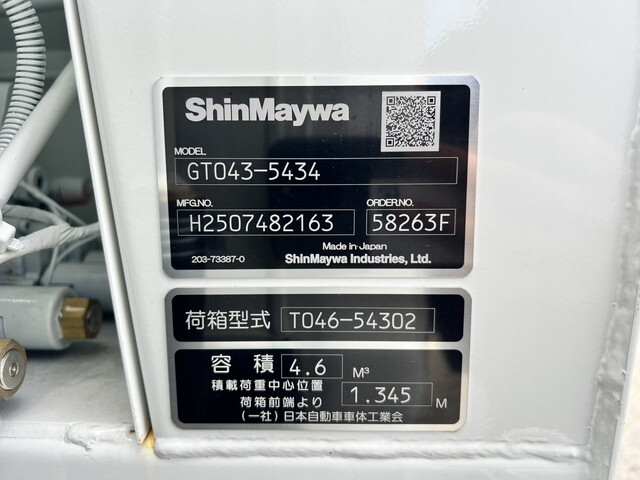 ShinMaywa
MODEL
GT043-5434
MFG.NO. ORDER.NO.
H2507482163 58263F
Made in Japan
203-73387-0 ShinMaywa Industries, Ltd.
荷箱型式 T046-54302
容積 4.6 M³
積載荷重中心位置
荷箱前端より 1.345 M
(一社)日本自動車車体工業会